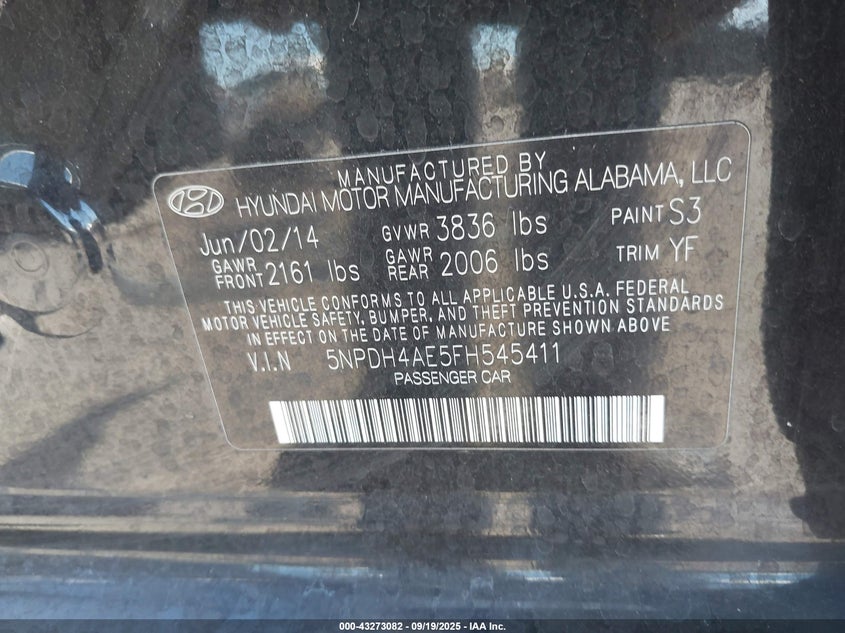 MANUFACTURED BY
HYUNDAI MOTOR MANUFACTURING ALABAMA, LLC
Jun/02/14 GVWR 3836 lbs PAINT S3
GAWR FRONT 2161 lbs GAWR REAR 2006 lbs TRIM YF
THIS VEHICLE CONFORMS TO ALL APPLICABLE U.S.A. FEDERAL
MOTOR VEHICLE SAFETY, BUMPER, AND THEFT PREVENTION STANDARDS
IN EFFECT ON THE DATE OF MANUFACTURE SHOWN ABOVE
V.I.N 5NPDH4AE5FH545411
PASSENGER CAR
000-43273082 - 09/19/2025 - IAA Inc.